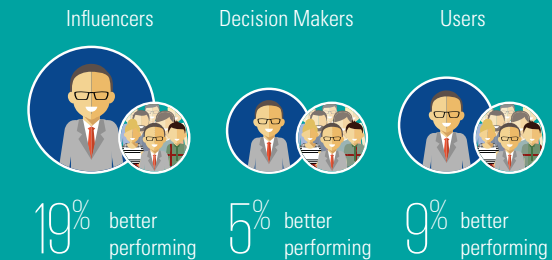 Influencers
Decision Makers
Users
19% better
performing
5% better
performing
9% better
performing